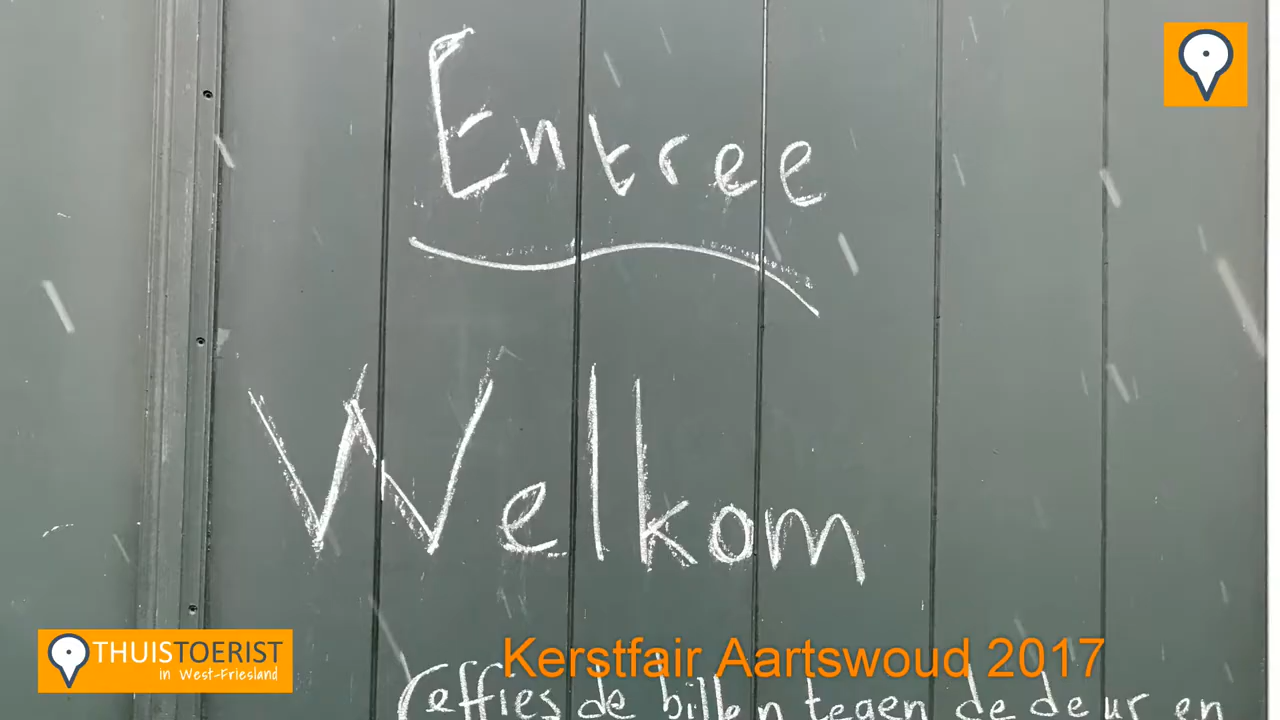 Entree
Welkom
THUISTOERIST
in West-Friesland
Kerstfair Aartswoud 2017
(effies de billen tegen de deur en